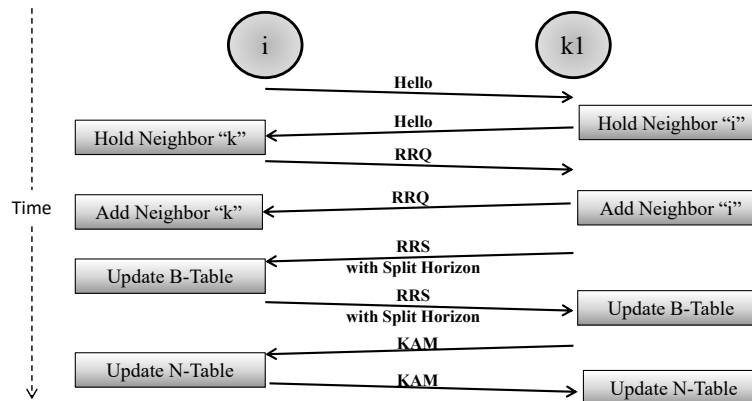 i
k1
Hello
Hello
Hold Neighbor “k”
Hold Neighbor “i”
RRQ
Time
RRQ
Add Neighbor “k”
Add Neighbor “i”
RRS
with Split Horizon
Update B-Table
RRS
with Split Horizon
Update B-Table
KAM
Update N-Table
KAM
Update N-Table